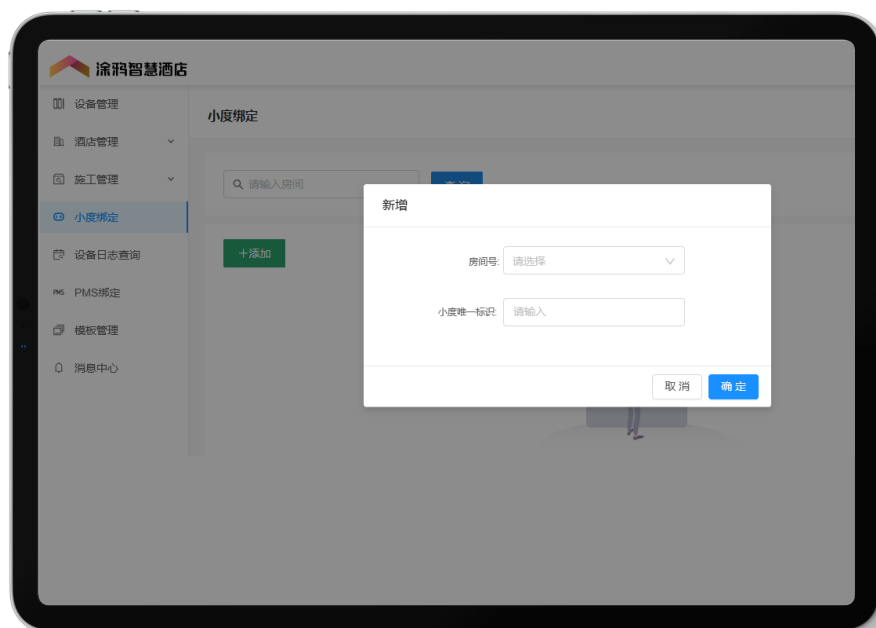 涂鸦智慧酒店
设备管理
小度绑定
酒店管理
施工管理
请输入房间
查询
新增
小度绑定
设备日志查询
+添加
房间号:
请选择
PMS PMS绑定
小度唯一标识:
请输入
模板管理
消息中心
取消
确定